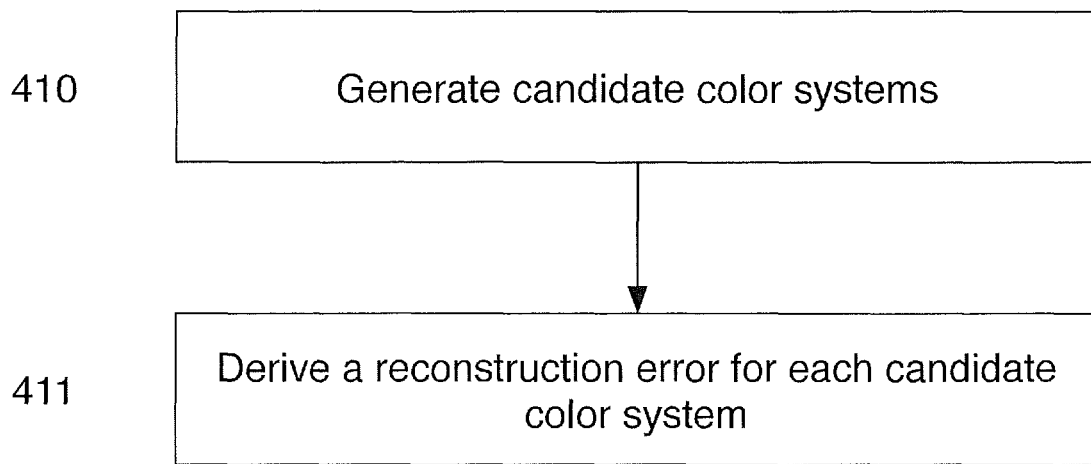 410
Generate candidate color systems
411
Derive a reconstruction error for each candidate
color system